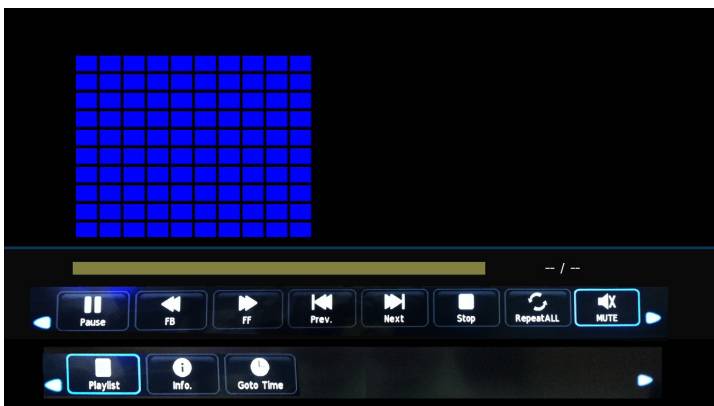 -- / --
Pause FB FF Prev. Next Stop RepeatALL MUTE
Playlist Info. Goto Time